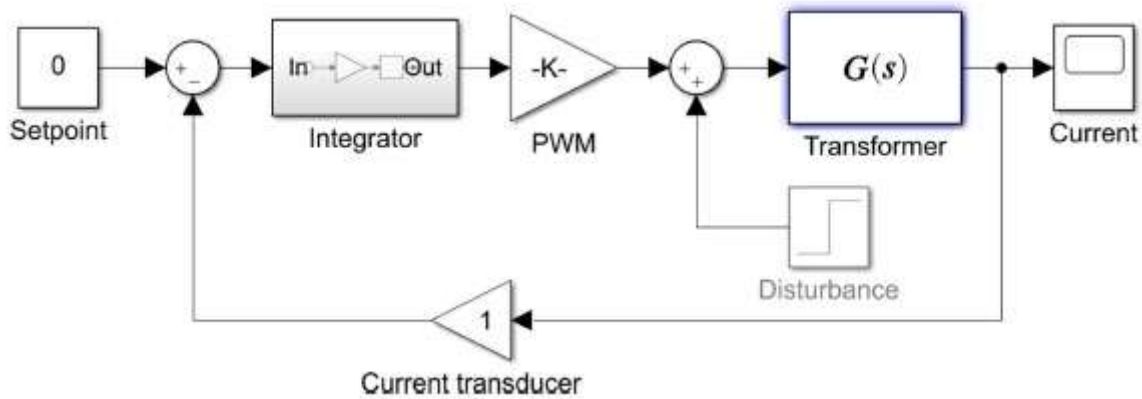 0
Setpoint
+
−
In
Out
Integrator
-K-
PWM
+
+
G(s)
Transformer
Current
Disturbance
1
Current transducer